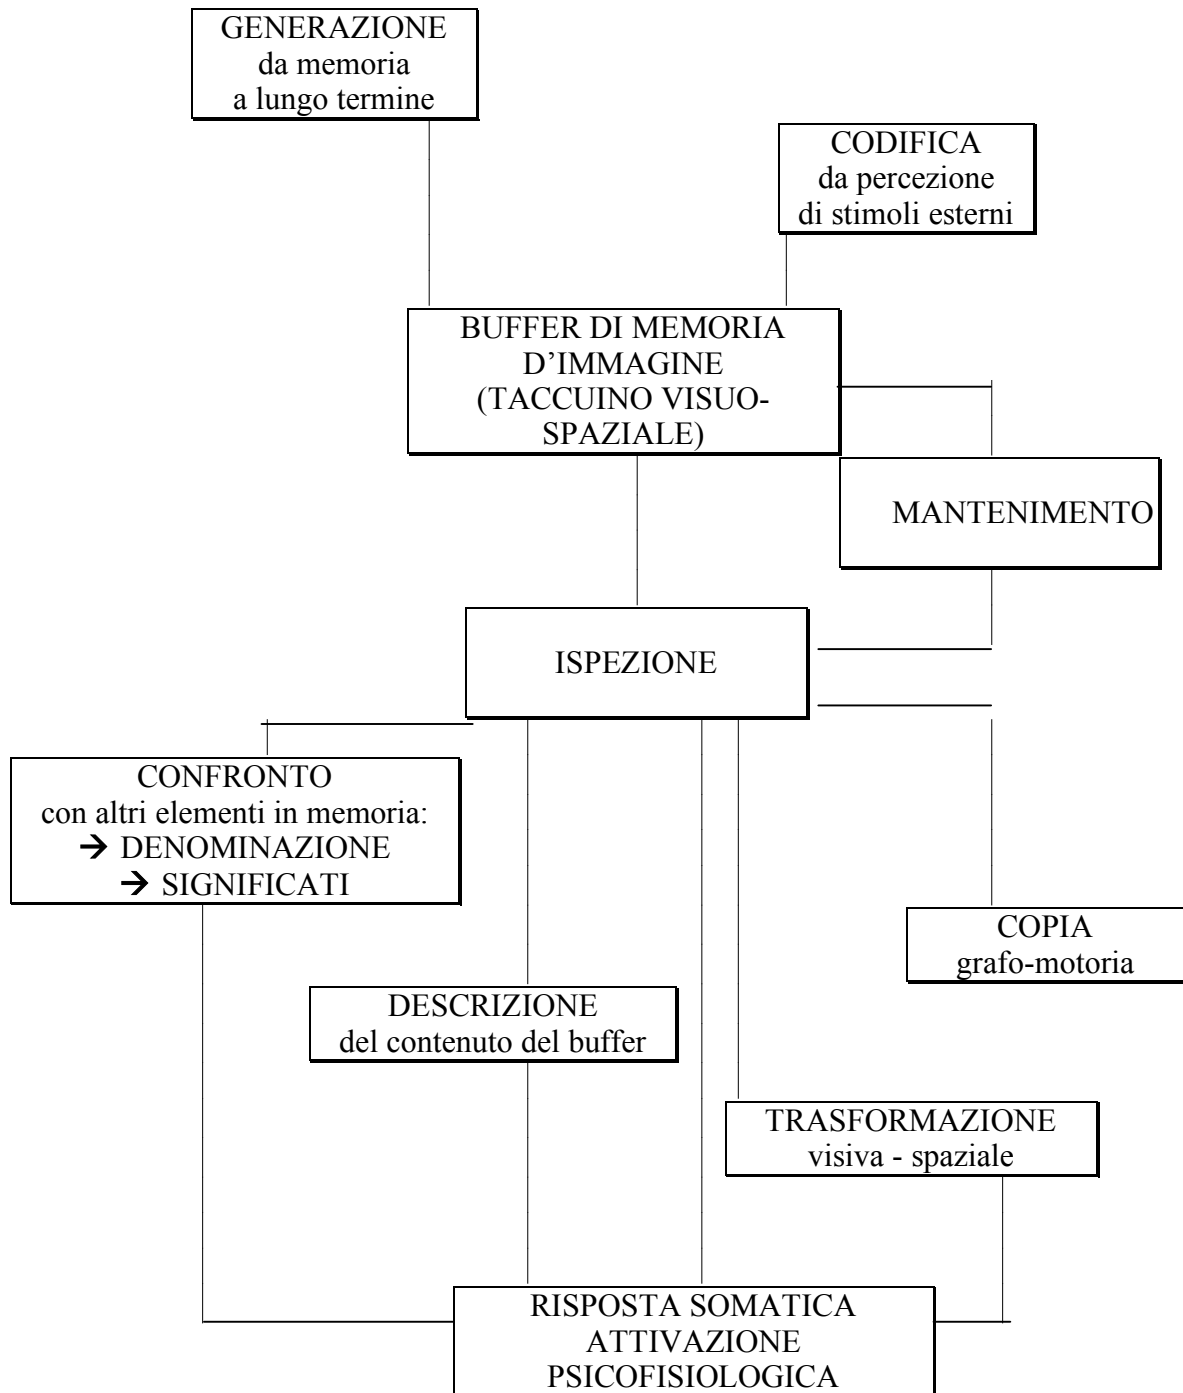 GENERAZIONE
da memoria
a lungo termine
CODIFICA
da percezione
di stimoli esterni
BUFFER DI MEMORIA
D’IMMAGINE
(TACCUINO VISUO-
SPAZIALE)
MANTENIMENTO
ISPEZIONE
CONFRONTO
con altri elementi in memoria:
→ DENOMINAZIONE
→ SIGNIFICATI
COPIA
grafo-motoria
DESCRIZIONE
del contenuto del buffer
TRASFORMAZIONE
visiva - spaziale
RISPOSTA SOMATICA
ATTIVAZIONE
PSICOFISIOLOGICA